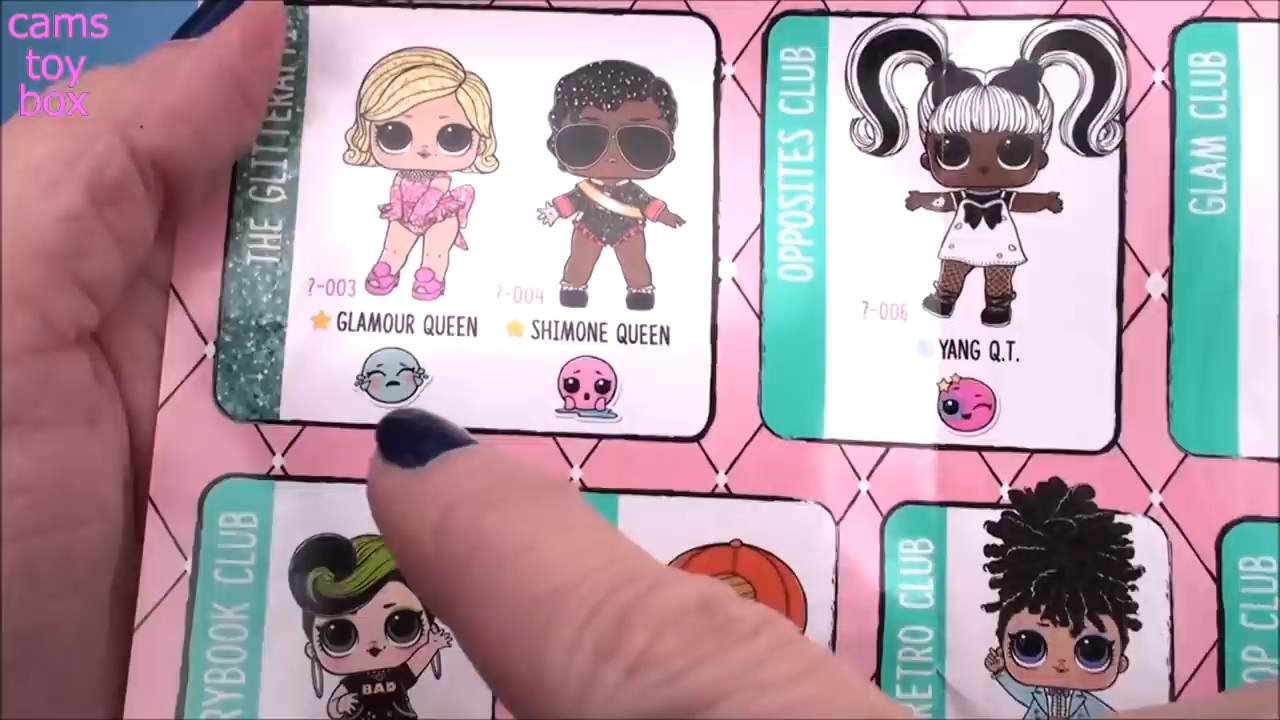 cams
toy
box
THE GLITTERATI
?-003
GLAMOUR QUEEN
?-004
SHIMONE QUEEN
OPPOSITES CLUB
?-006
YANG Q.T.
GLAM CLUB
RYBOOK CLUB
BAD
RETRO CLUB
OP CLUB